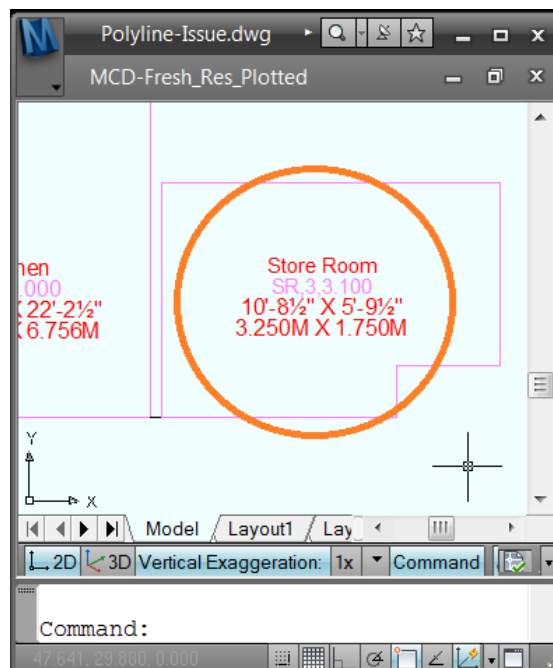 Polyline-Issue.dwg
MCD-Fresh_Res_Plotted
Store Room
SR,3,3.100
10'-8½" X 5'-9½"
3.250M X 1.750M
nen
.000
X 22'-2½"
X 6.756M
Y
X
Model Layout1 Lay
2D 3D Vertical Exaggeration: 1x Command
Command:
47.641, 29.880, 0.000